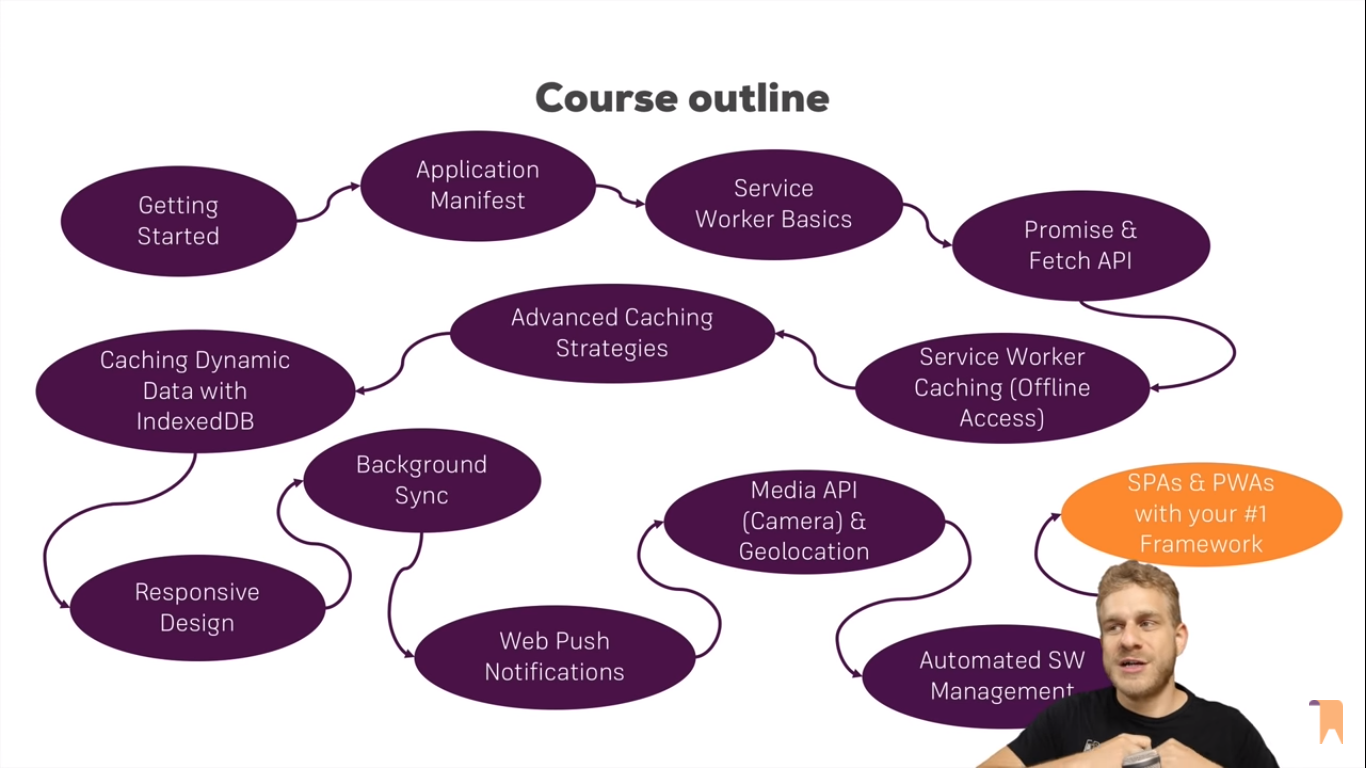 Course outline
Getting
Started
Application
Manifest
Service
Worker Basics
Promise &
Fetch API
Service Worker
Caching (Offline
Access)
Advanced Caching
Strategies
Caching Dynamic
Data with
IndexedDB
Responsive
Design
Background
Sync
Web Push
Notifications
Media API
(Camera) &
Geolocation
Automated SW
Management
SPAs & PWAs
with your #1
Framework